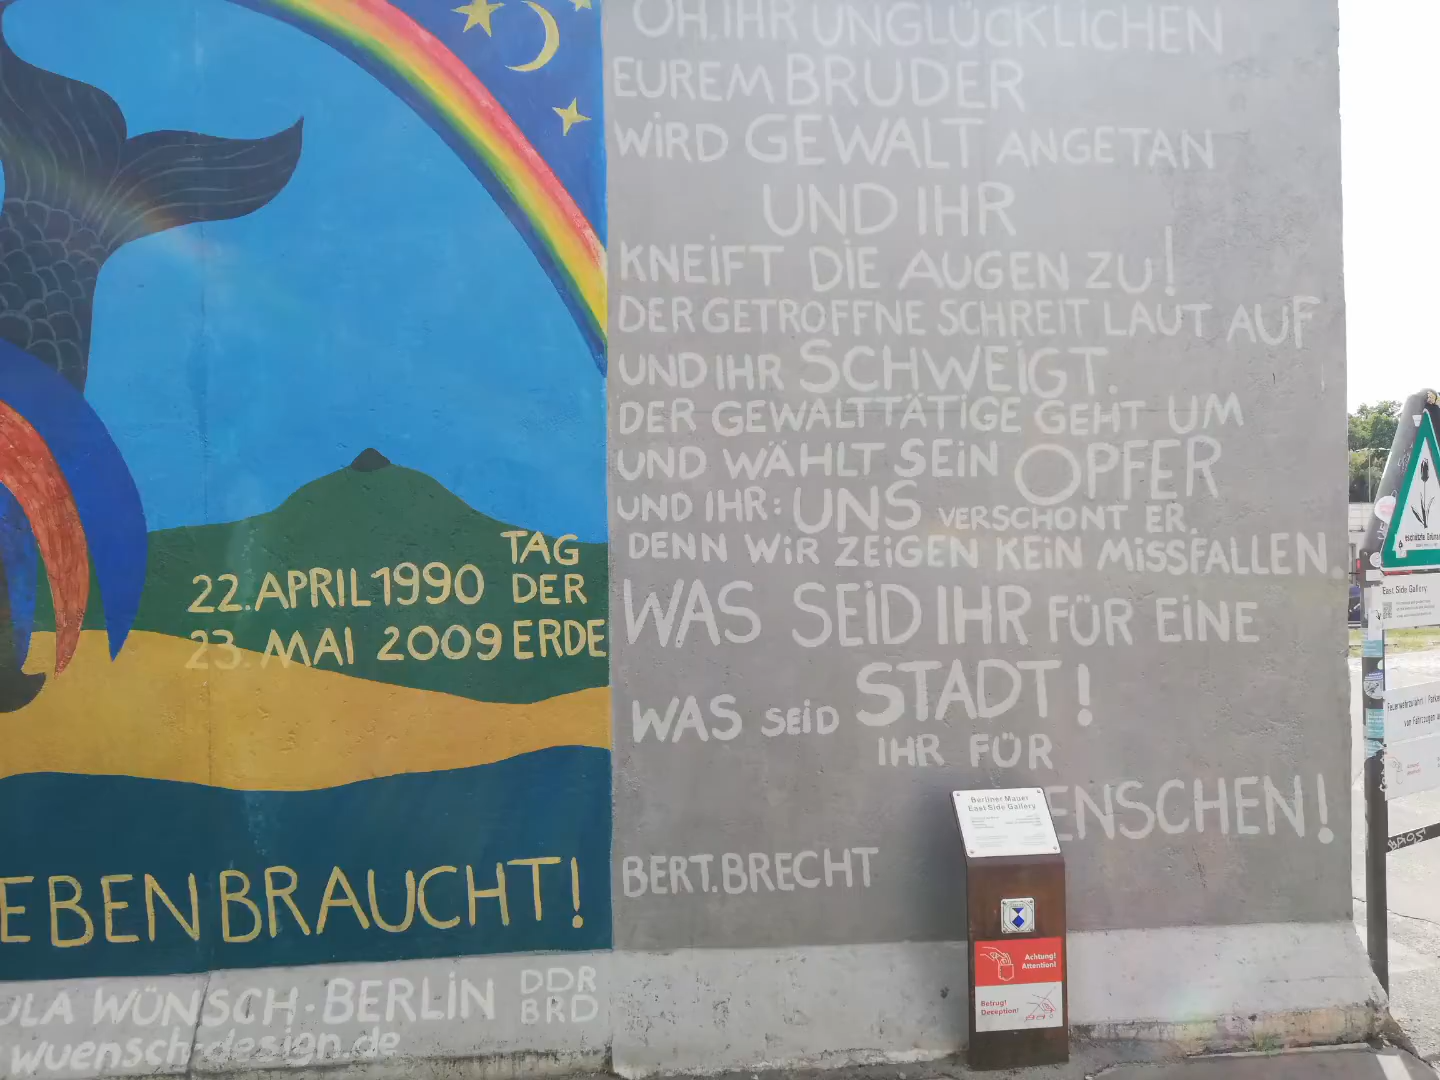 OH, IHR UNGLÜCKLICHEN
EUREM BRUDER
WIRD GEWALT ANGETAN
UND IHR
KNEIFT DIE AUGEN ZU!
DER GETROFFNE SCHREIT LAUT AUF
UND IHR SCHWEIGT.
DER GEWALTTÄTIGE GEHT UM
UND WÄHLT SEIN OPFER
UND IHR: UNS VERSCHONT ER.
DENN WIR ZEIGEN KEIN MISSFALLEN.
WAS SEID IHR FÜR EINE
STADT!
WAS SEID
IHR FÜR
ENSCHEN!
BERT. BRECHT
TAG
DER
ERDE
22. APRIL 1990
23. MAI 2009
EBEN BRAUCHT!
ULA WÜNSCH BERLIN
DDR
BRD
wuensch-design.de
Berliner Mauer
East Side Gallery
Achtung!
Attention!
Betrug!
Deception!
East Side Gallery
Feuerwehrzufahrt